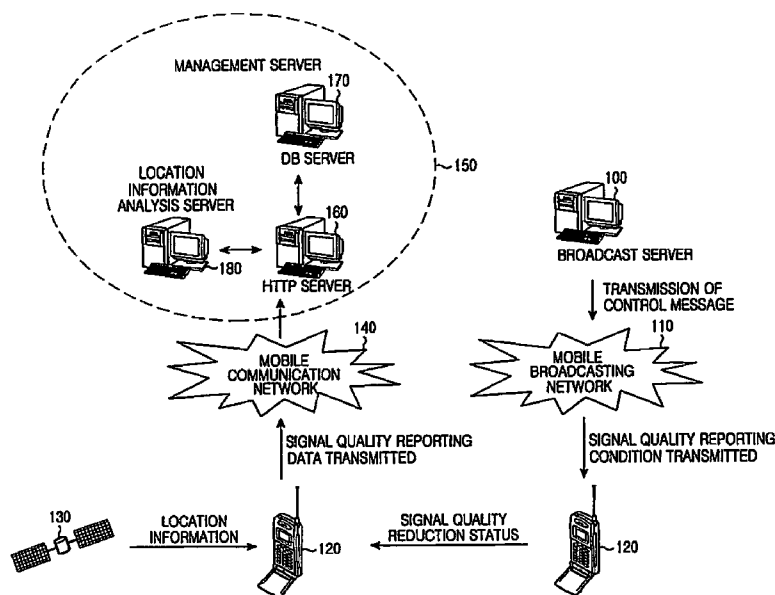 MANAGEMENT SERVER
170
DB SERVER
150
LOCATION
INFORMATION
ANALYSIS SERVER
180
160
HTTP SERVER
100
BROADCAST SERVER
TRANSMISSION OF
CONTROL MESSAGE
140
MOBILE
COMMUNICATION
NETWORK
110
MOBILE
BROADCASTING
NETWORK
SIGNAL QUALITY REPORTING
DATA TRANSMITTED
SIGNAL QUALITY REPORTING
CONDITION TRANSMITTED
130
LOCATION
INFORMATION
120
SIGNAL QUALITY
REDUCTION STATUS
120